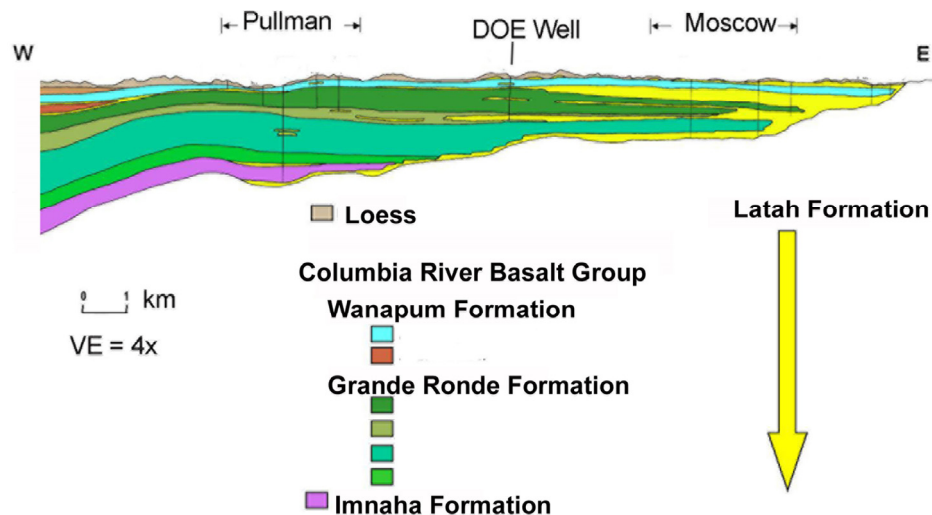 Pullman
DOE Well
Moscow
W
E
Loess
Latah Formation
Columbia River Basalt Group
0 1 km
Wanapum Formation
VE = 4x
Grande Ronde Formation
Imnaha Formation